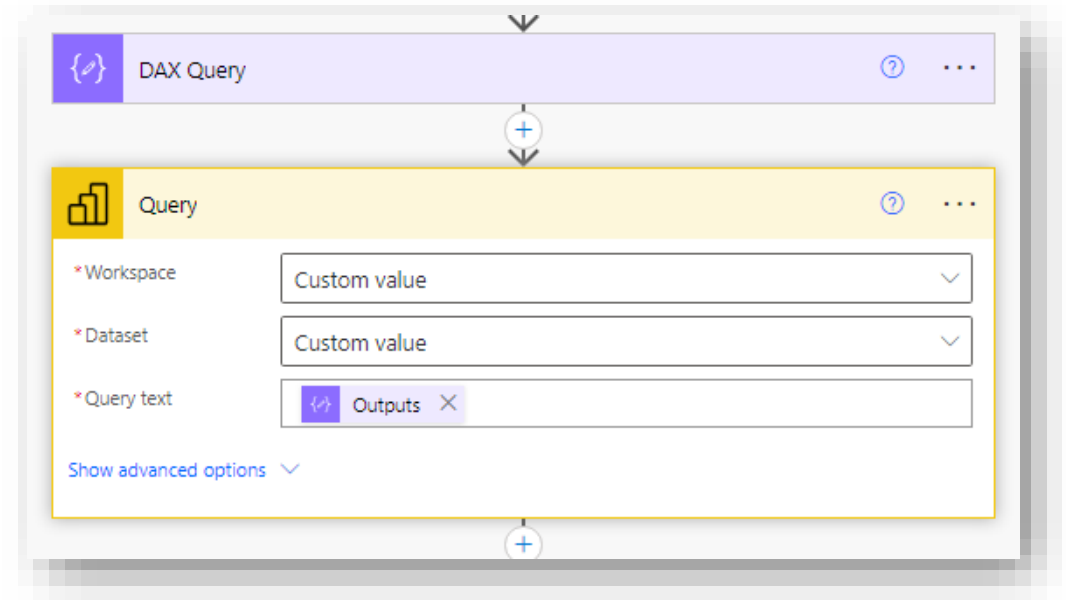 DAX Query
Query
*Workspace
Custom value
*Dataset
Custom value
*Query text
Outputs
Show advanced options